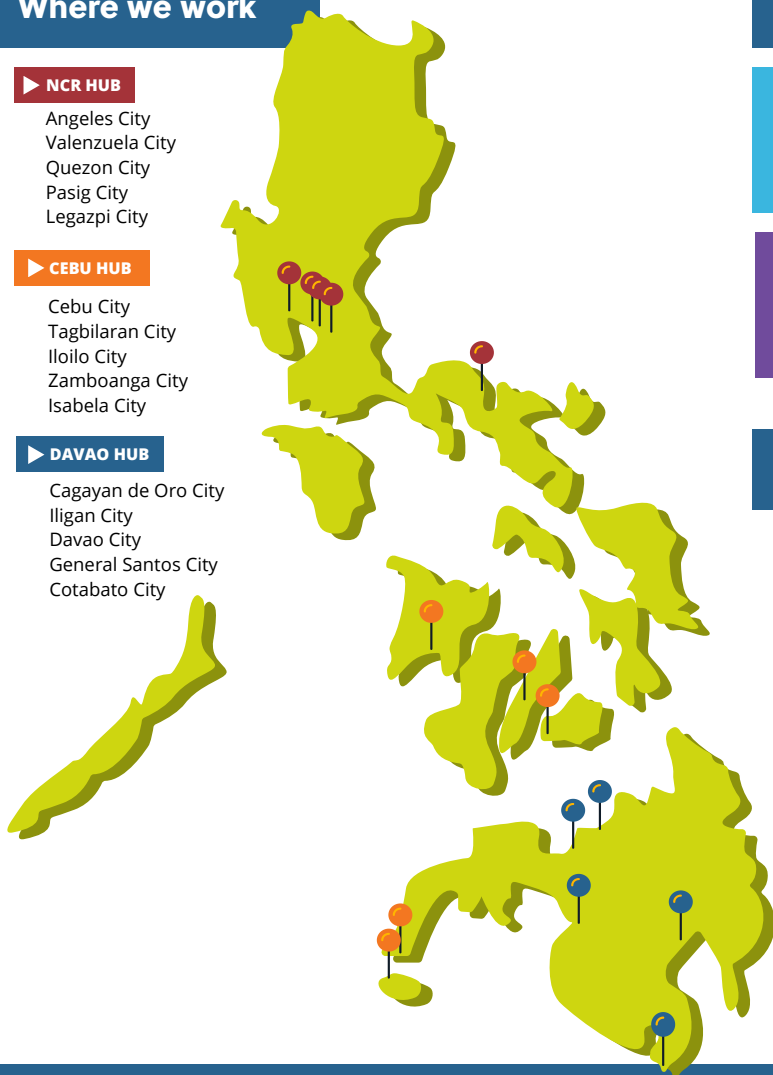 Where we work
NCR HUB
Angeles City
Valenzuela City
Quezon City
Pasig City
Legazpi City
CEBU HUB
Cebu City
Tagbilaran City
Iloilo City
Zamboanga City
Isabela City
DAVAO HUB
Cagayan de Oro City
Iligan City
Davao City
General Santos City
Cotabato City